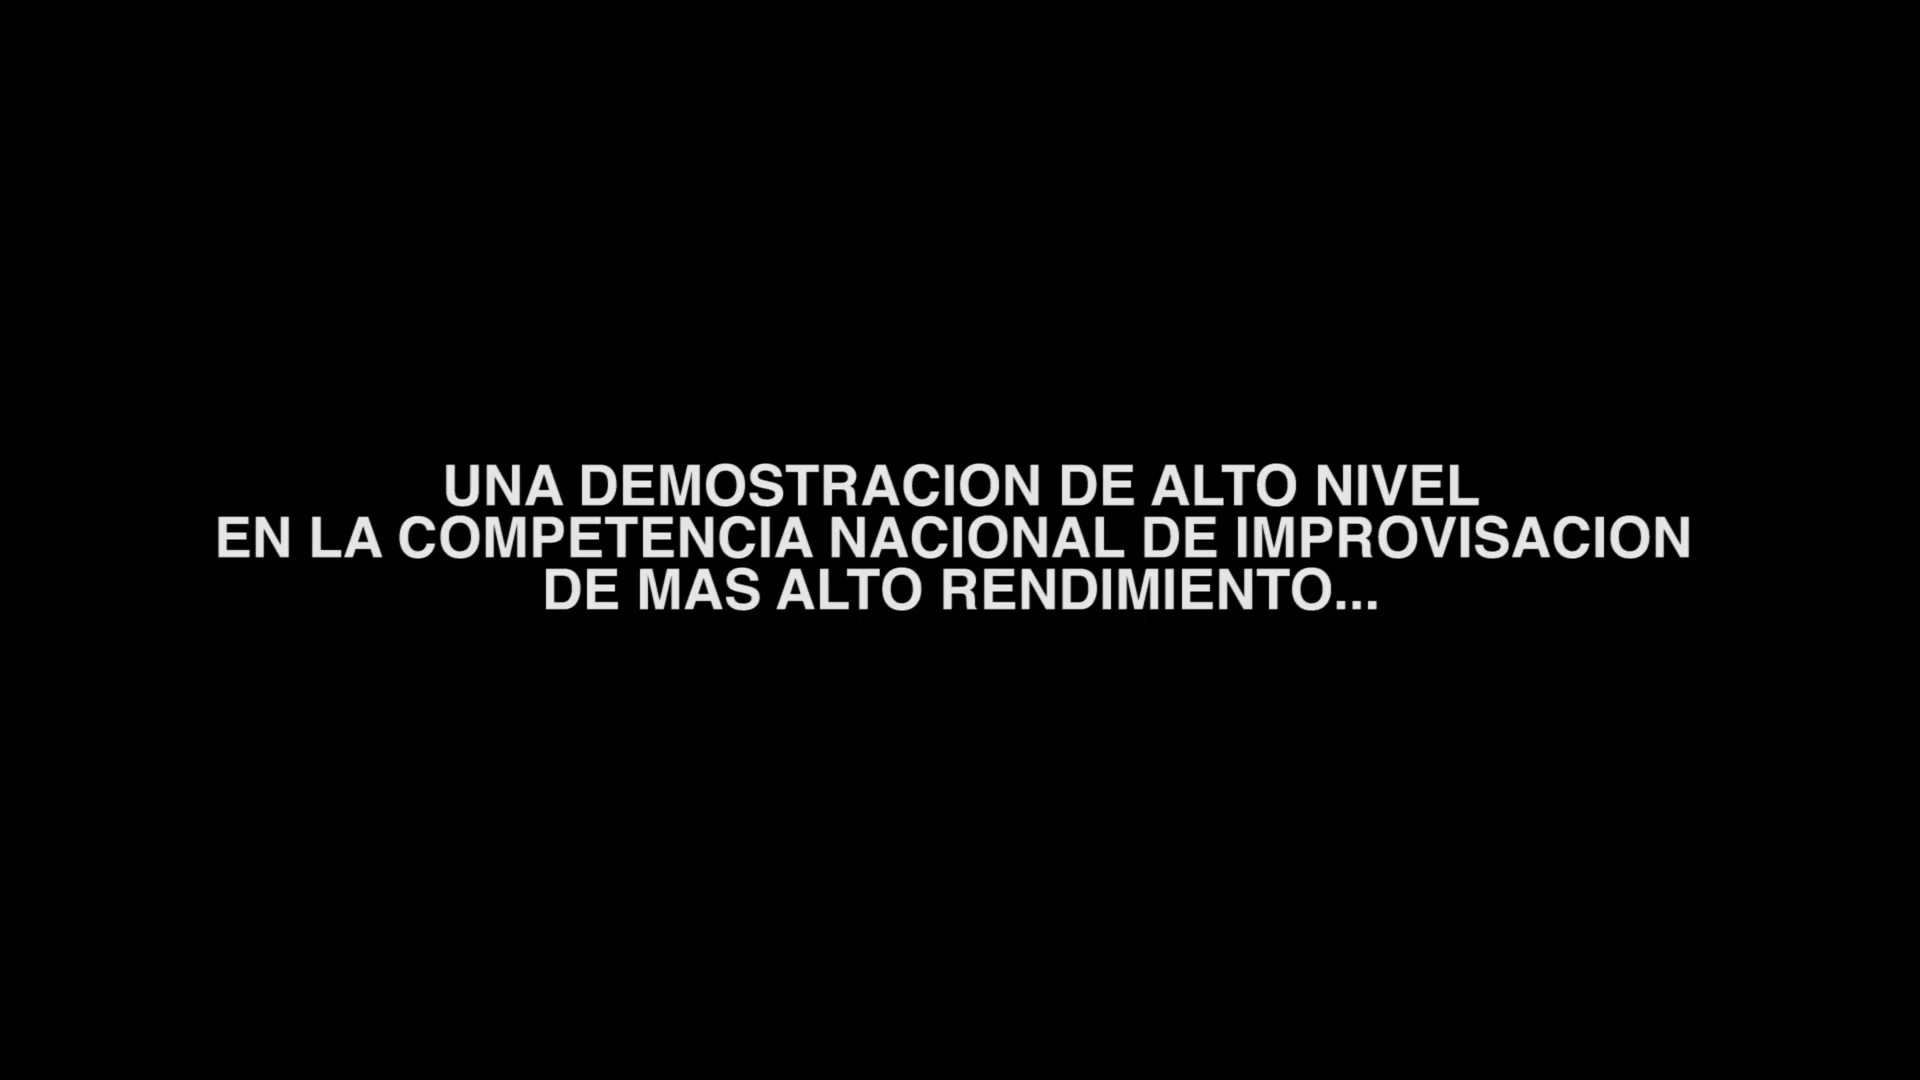 UNA DEMOSTRACION DE ALTO NIVEL
EN LA COMPETENCIA NACIONAL DE IMPROVISACION
DE MAS ALTO RENDIMIENTO...